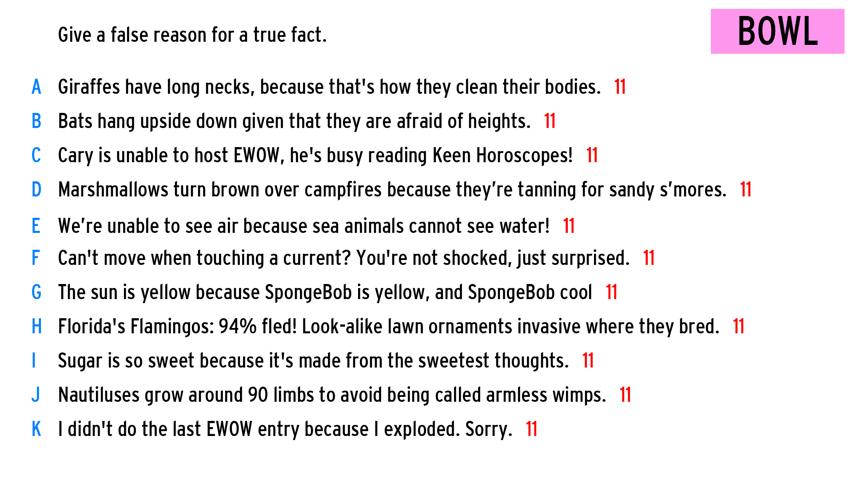 Give a false reason for a true fact.
BOWL
A Giraffes have long necks, because that's how they clean their bodies. 11
B Bats hang upside down given that they are afraid of heights. 11
C Cary is unable to host EWOW, he's busy reading Keen Horoscopes! 11
D Marshmallows turn brown over campfires because they’re tanning for sandy s’mores. 11
E We’re unable to see air because sea animals cannot see water! 11
F Can't move when touching a current? You're not shocked, just surprised. 11
G The sun is yellow because SpongeBob is yellow, and SpongeBob cool 11
H Florida's Flamingos: 94% fled! Look-alike lawn ornaments invasive where they bred. 11
I Sugar is so sweet because it's made from the sweetest thoughts. 11
J Nautiluses grow around 90 limbs to avoid being called armless wimps. 11
K I didn't do the last EWOW entry because I exploded. Sorry. 11